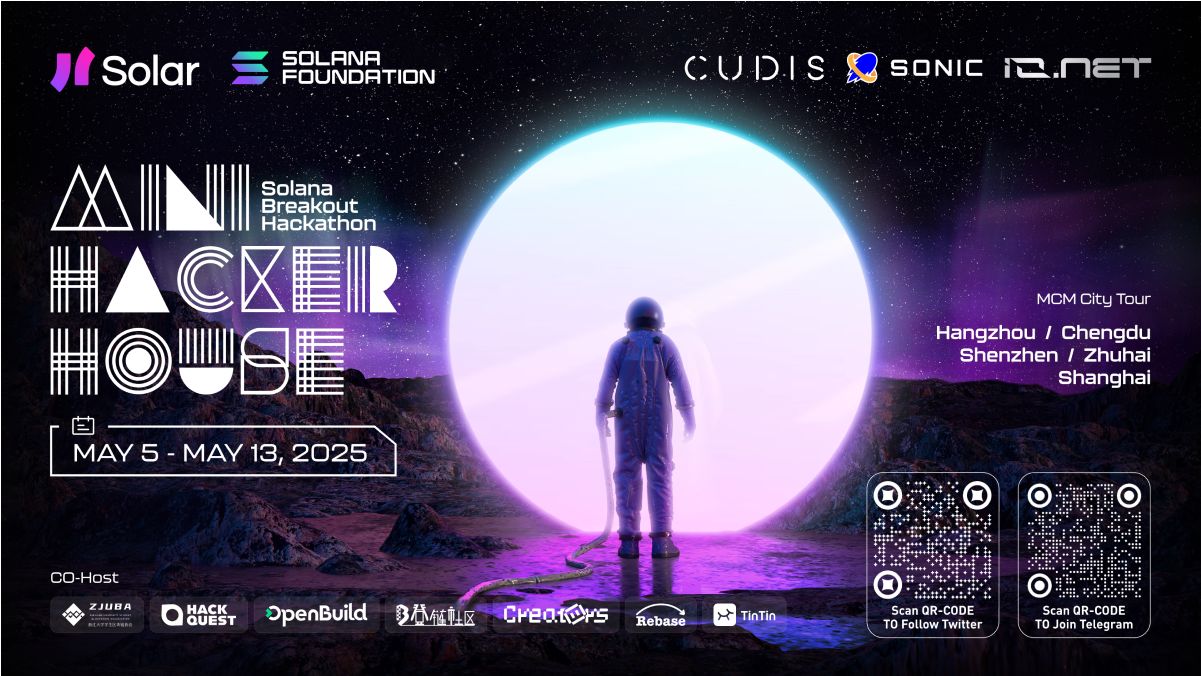 Solar
SOLANA
FOUNDATION
CUDIS
SONIC
IO.NET
MINI
Solana
Breakout
Hackathon
HACKER
HOUSE
MAY 5 - MAY 13, 2025
MCM City Tour
Hangzhou / Chengdu
Shenzhen / Zhuhai
Shanghai
CO-Host
ZJUBA
HACK
QUEST
OpenBuild
Creators
Rebase
TinTin
Scan QR-CODE
TO Follow Twitter
Scan QR-CODE
TO Join Telegram